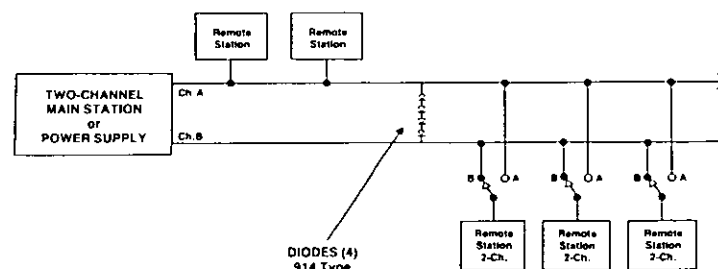 Remote
Station
Remote
Station
TWO-CHANNEL
MAIN STATION
or
POWER SUPPLY
Ch. A
Ch. B
B
A
B
A
B
A
Remote
Station
2-Ch.
Remote
Station
2-Ch.
Remote
Station
2-Ch.
DIODES (4)
914 Type